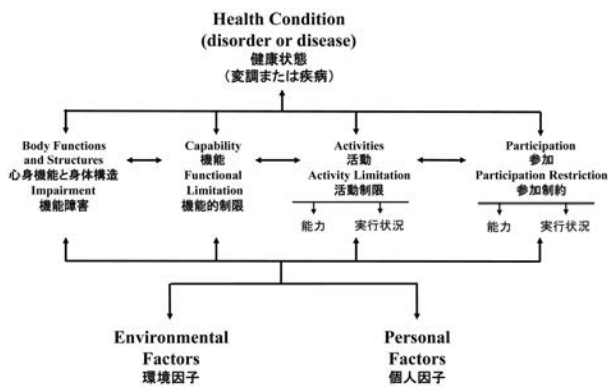 Health Condition
(disorder or disease)
健康状態
(変調または疾病)
Body Functions
and Structures
心身機能と身体構造
Impairment
機能障害
Capability
機能
Functional
Limitation
機能的制限
Activities
活動
Activity Limitation
活動制限
能力
実行状況
Participation
参加
Participation Restriction
参加制約
能力
実行状況
Environmental
Factors
環境因子
Personal
Factors
個人因子